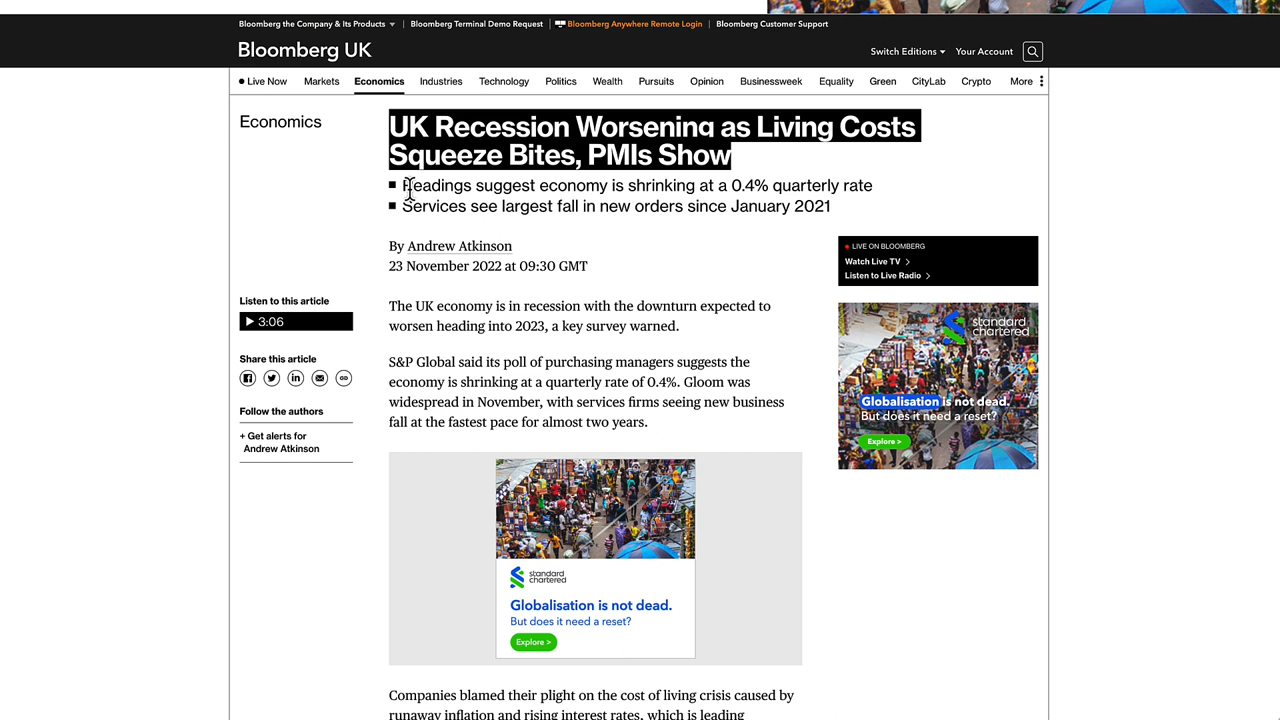 Bloomberg the Company & Its Products
Bloomberg Terminal Demo Request
Bloomberg Anywhere Remote Login
Bloomberg Customer Support
Bloomberg UK
Switch Editions
Your Account
Live Now
Markets
Economics
Industries
Technology
Politics
Wealth
Pursuits
Opinion
Businessweek
Equality
Green
CityLab
Crypto
More
Economics
UK Recession Worsening as Living Costs
Squeeze Bites, PMIs Show
Readings suggest economy is shrinking at a 0.4% quarterly rate
Services see largest fall in new orders since January 2021
By Andrew Atkinson
23 November 2022 at 09:30 GMT
Listen to this article
3:06
Share this article
Follow the authors
+ Get alerts for
Andrew Atkinson
The UK economy is in recession with the downturn expected to
worsen heading into 2023, a key survey warned.
S&P Global said its poll of purchasing managers suggests the
economy is shrinking at a quarterly rate of 0.4%. Gloom was
widespread in November, with services firms seeing new business
fall at the fastest pace for almost two years.
LIVE ON BLOOMBERG
Watch Live TV
Listen to Live Radio
standard
chartered
Globalisation is not dead.
But does it need a reset?
Explore >
standard
chartered
Globalisation is not dead.
But does it need a reset?
Explore >
Companies blamed their plight on the cost of living crisis caused by
runaway inflation and rising interest rates, which is leading